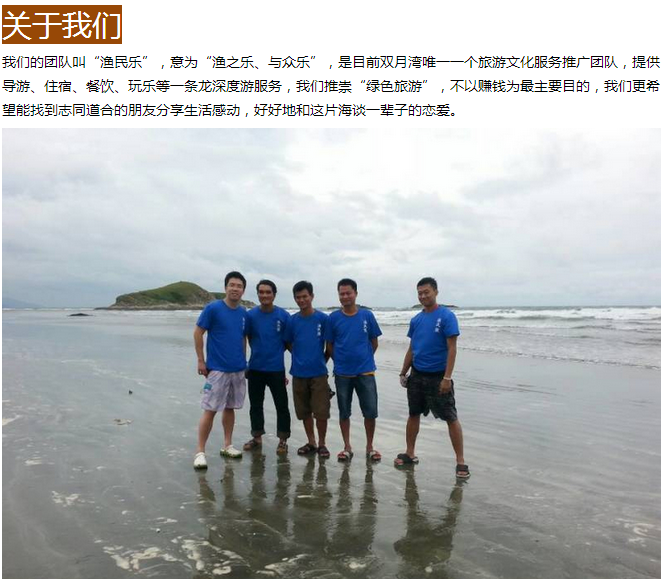 关于我们
我们的团队叫“渔民乐”，意为“渔之乐、与众乐”，是目前双月湾唯一一个旅游文化服务推广团队，提供
导游、住宿、餐饮、玩乐等一条龙深度游服务，我们推崇“绿色旅游”，不以赚钱为最主要目的，我们更希
望能找到志同道合的朋友分享生活感动，好好地和这片海谈一辈子的恋爱。